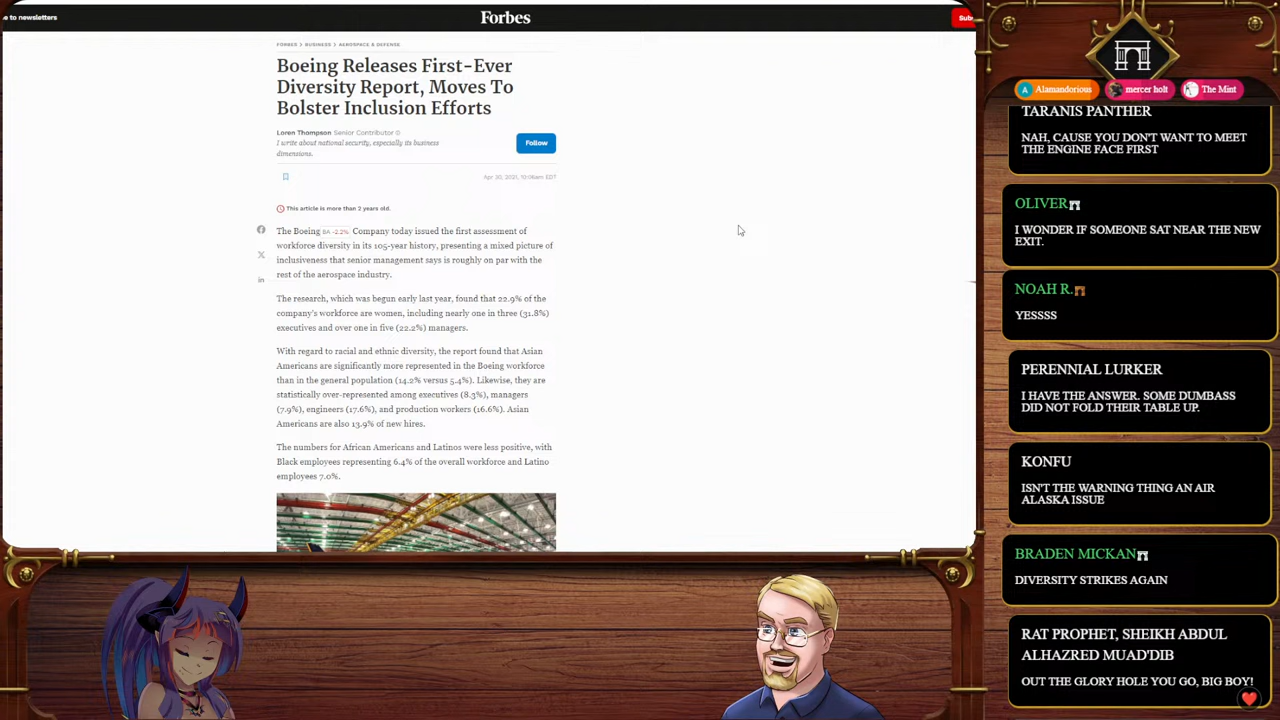 e to newsletters
Forbes
Sub
FORBES > BUSINESS > AEROSPACE & DEFENSE
Boeing Releases First-Ever
Diversity Report, Moves To
Bolster Inclusion Efforts
Loren Thompson Senior Contributor
I write about national security, especially its business
dimensions.
Follow
Apr 30, 2021, 10:06am EDT
This article is more than 2 years old.
The Boeing BA -2.2% Company today issued the first assessment of
workforce diversity in its 105-year history, presenting a mixed picture of
inclusiveness that senior management says is roughly on par with the
rest of the aerospace industry.
The research, which was begun early last year, found that 22.9% of the
company's workforce are women, including nearly one in three (31.8%)
executives and over one in five (22.2%) managers.
With regard to racial and ethnic diversity, the report found that Asian
Americans are significantly more represented in the Boeing workforce
than in the general population (14.2% versus 5.4%). Likewise, they are
statistically over-represented among executives (8.3%), managers
(7.9%), engineers (17.6%), and production workers (16.6%). Asian
Americans are also 13.9% of new hires.
The numbers for African Americans and Latinos were less positive, with
Black employees representing 6.4% of the overall workforce and Latino
employees 7.0%.
A Alamandorious
mercer holt
The Mint
TARANIS PANTHER
NAH, CAUSE YOU DON'T WANT TO MEET
THE ENGINE FACE FIRST
OLIVER
I WONDER IF SOMEONE SAT NEAR THE NEW
EXIT.
NOAH R.
YESSSS
PERENNIAL LURKER
I HAVE THE ANSWER. SOME DUMBASS
DID NOT FOLD THEIR TABLE UP.
KONFU
ISN'T THE WARNING THING AN AIR
ALASKA ISSUE
BRADEN MICKAN
DIVERSITY STRIKES AGAIN
RAT PROPHET, SHEIKH ABDUL
ALHAZRED MUAD'DIB
OUT THE GLORY HOLE YOU GO, BIG BOY!